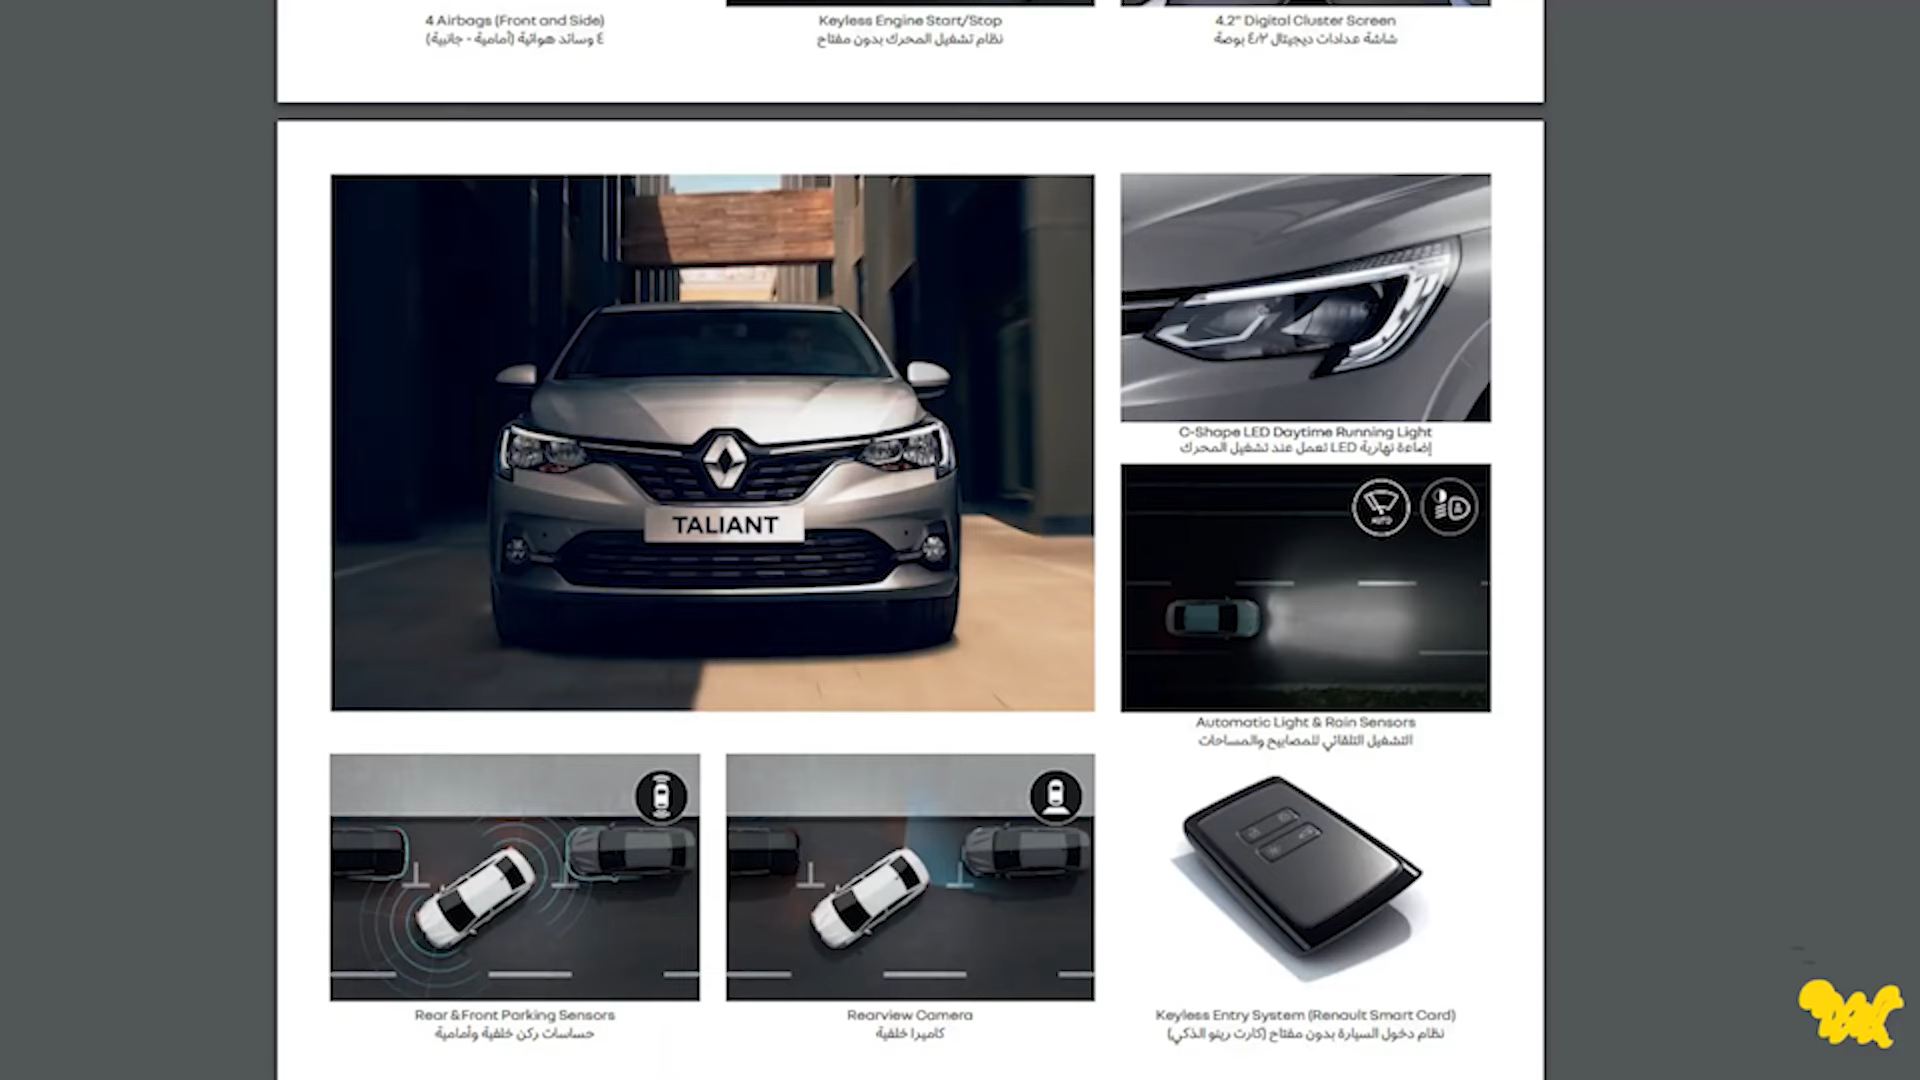 4 Airbags (Front and Side)
٤ وسائد هوائية (أمامية - جانبية)
Keyless Engine Start/Stop
نظام تشغيل المحرك بدون مفتاح
4.2" Digital Cluster Screen
شاشة عدادات ديجيتال ٤٫٢ بوصة
TALIANT
C-Shape LED Daytime Running Light
إضاءة نهارية LED تعمل عند تشغيل المحرك
AUTO
A
Automatic Light & Rain Sensors
التشغيل التلقائي للمصابيح والمساحات
Rear & Front Parking Sensors
حساسات ركن خلفية وأمامية
Rearview Camera
كاميرا خلفية
Keyless Entry System (Renault Smart Card)
نظام دخول السيارة بدون مفتاح (كارت رينو الذكي)